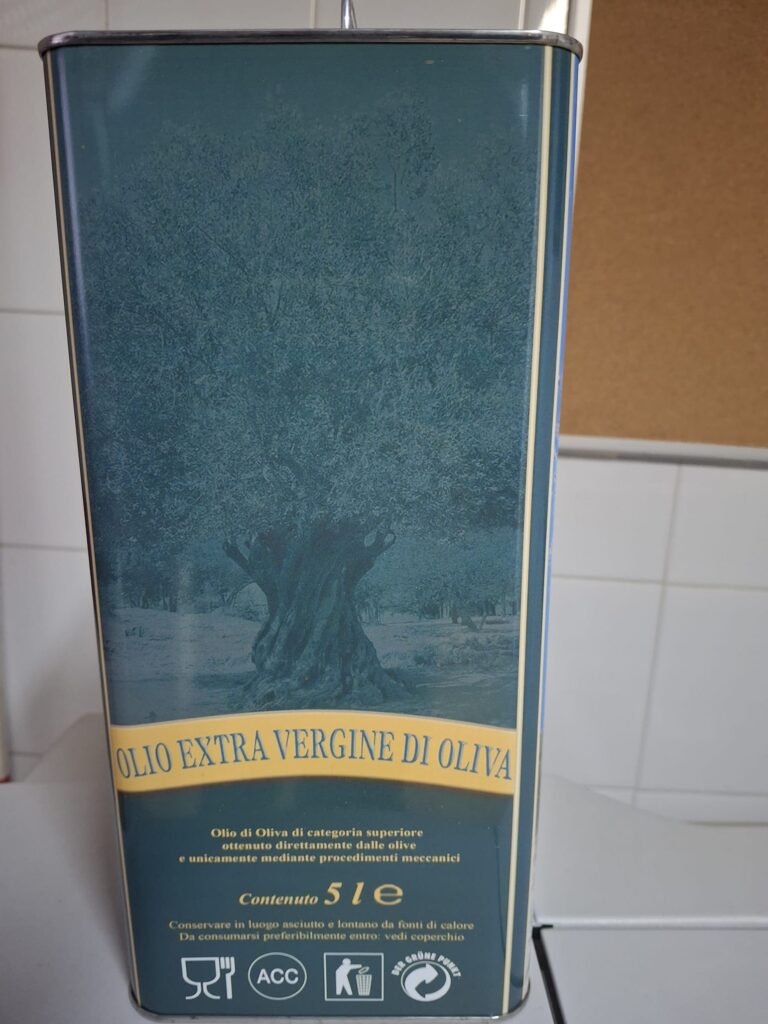 OLIO EXTRA VERGINE DI OLIVA
Olio di Oliva di categoria superiore
ottenuto direttamente dalle olive
e unicamente mediante procedimenti meccanici
Contenuto 5 l e
Conservare in luogo asciutto e lontano da fonti di calore
Da consumarsi preferibilmente entro: vedi coperchio
ACC
DER GRÜNE PUNKT